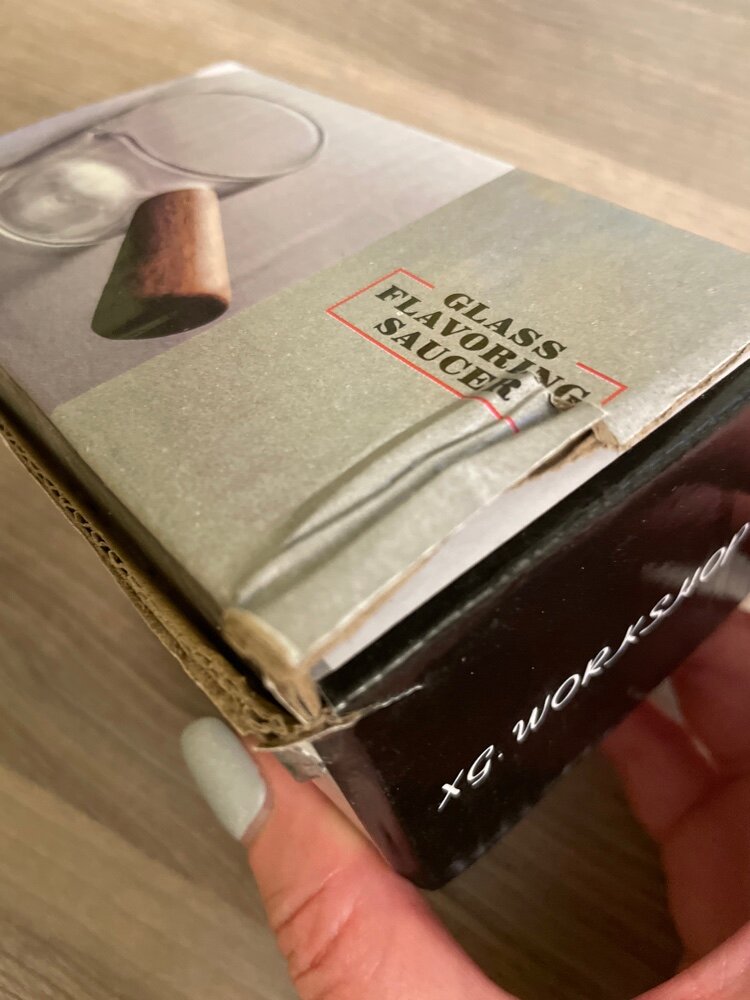 GLASS
FLAVORING
SAUCER
XG. WORKSHOP